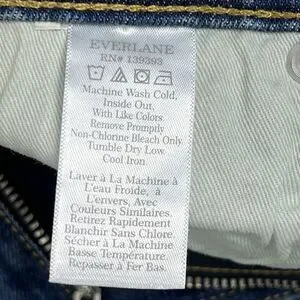 EVERLANE
RN# 139393
Machine Wash Cold,
Inside Out,
With Like Colors.
Remove Promptly
Non-Chlorine Bleach Only
Tumble Dry Low
Cool Iron
Laver à La Machine à
L'eau Froide, à
L'envers, Avec
Couleurs Similaires.
Retirez Rapidement
Blanchir Sans Chlore.
Sécher à La Machine
Basse Température.
Repasser à Fer Bas.